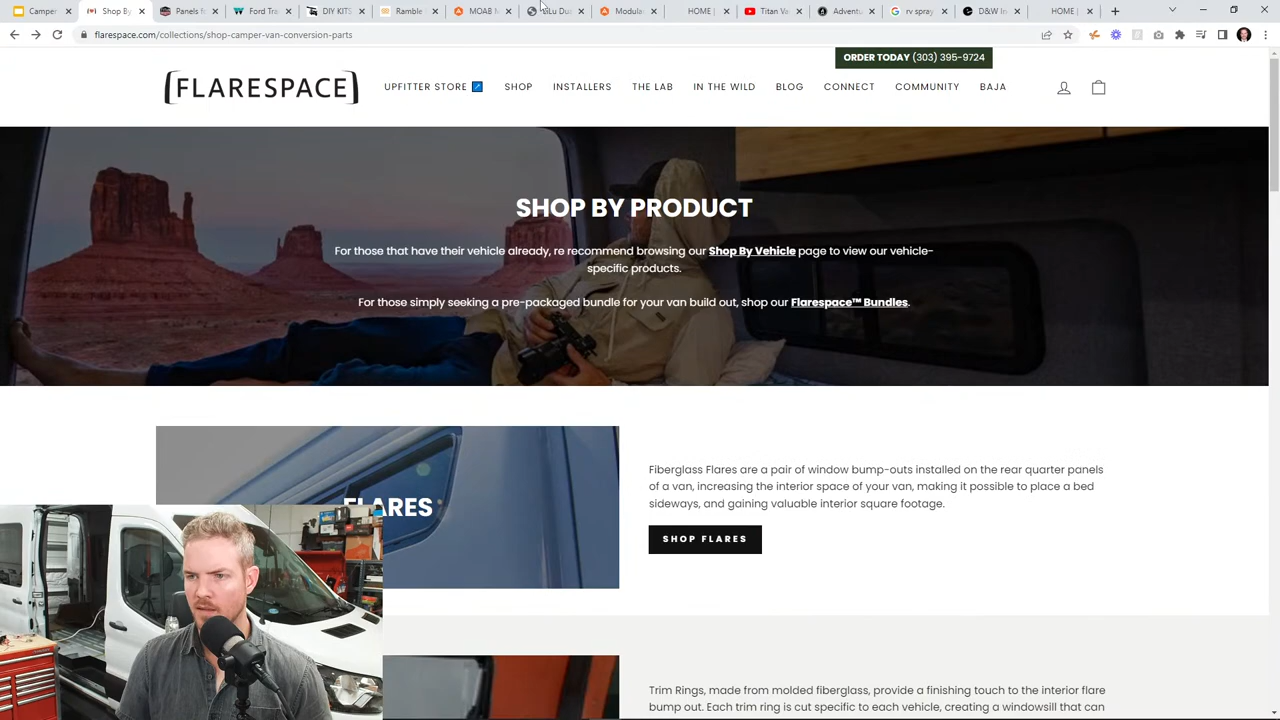 Camper
Shop By
Panels fo
Ford Tra
DIY KITS
Ramble
MOAB M
GLu Duc
Modula
HOME |
Titan Va
Adventu
rv spray
D&W In
HOME |
flarespace.com/collections/shop-camper-van-conversion-parts
ORDER TODAY (303) 395-9724
[FLARESPACE]
UPFITTER STORE
SHOP
INSTALLERS
THE LAB
IN THE WILD
BLOG
CONNECT
COMMUNITY
BAJA
SHOP BY PRODUCT
For those that have their vehicle already, re recommend browsing our Shop By Vehicle page to view our vehicle-
specific products.
For those simply seeking a pre-packaged bundle for your van build out, shop our Flarespace™ Bundles.
FLARES
Fiberglass Flares are a pair of window bump-outs installed on the rear quarter panels
of a van, increasing the interior space of your van, making it possible to place a bed
sideways, and gaining valuable interior square footage.
SHOP FLARES
Trim Rings, made from molded fiberglass, provide a finishing touch to the interior flare
bump out. Each trim ring is cut specific to each vehicle, creating a windowsill that can